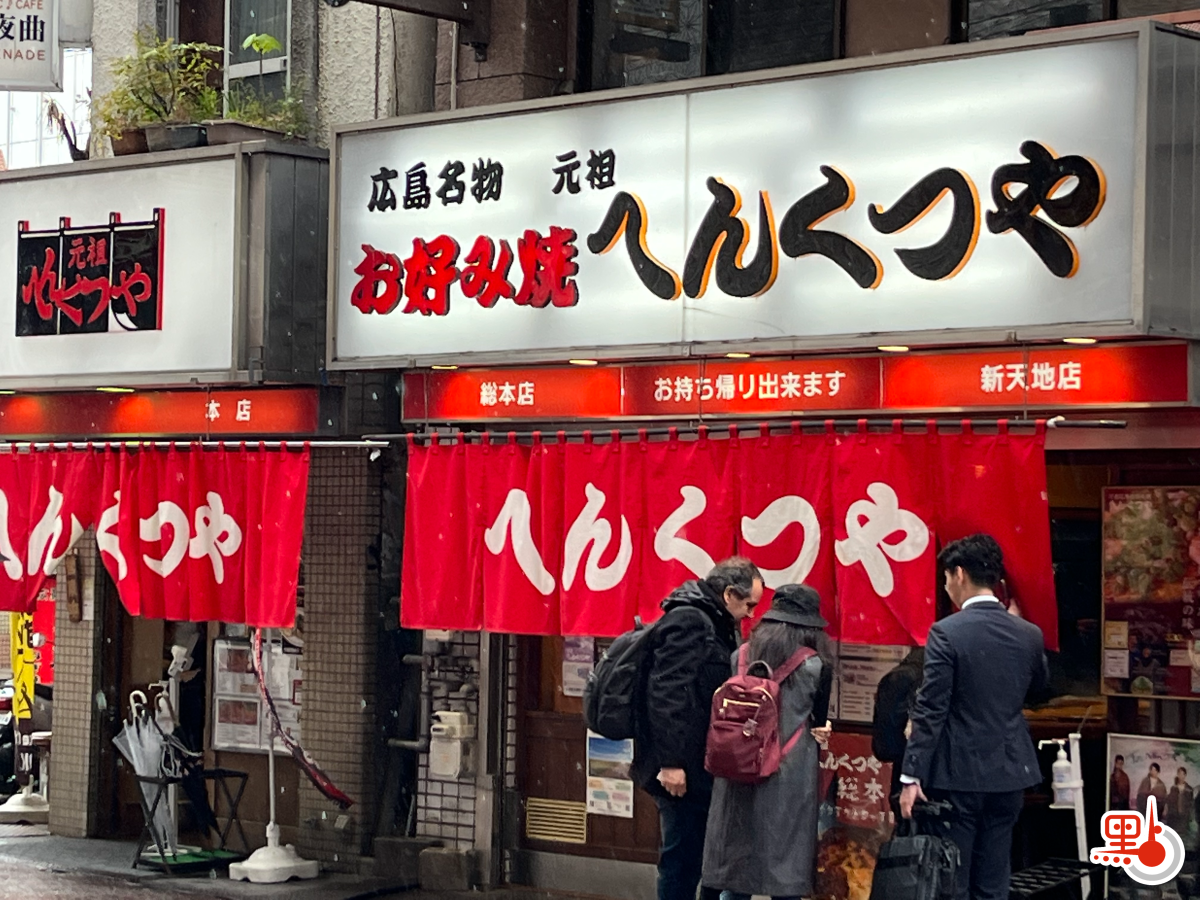 CAFE
夜曲
ENADE
元祖
へんくつや
広島名物 元祖
お好み焼 へんくつや
本店
総本店
お持ち帰り出来ます
新天地店
へんくつや
へんくつや
へんくつや
総本
點